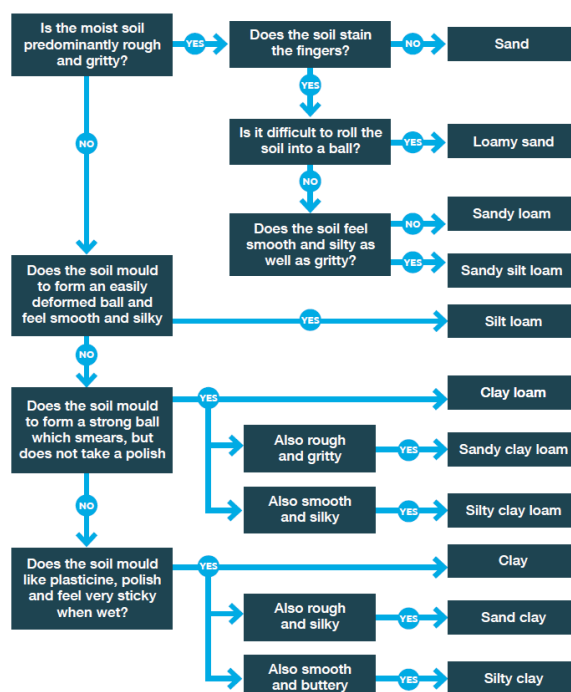 Is the moist soil
predominantly rough
and gritty?
YES
Does the soil stain
the fingers?
NO
Sand
YES
Is it difficult to roll the
soil into a ball?
YES
Loamy sand
NO
NO
Does the soil feel
smooth and silty as
well as gritty?
NO
Sandy loam
YES
Sandy silt loam
Does the soil mould
to form an easily
deformed ball and
feel smooth and silky
YES
Silt loam
NO
Does the soil mould
to form a strong ball
which smears, but
does not take a polish
YES
Clay loam
Also rough
and gritty
YES
Sandy clay loam
Also smooth
and silky
YES
Silty clay loam
NO
Does the soil mould
like plasticine, polish
and feel very sticky
when wet?
YES
Clay
Also rough
and silky
YES
Sand clay
Also smooth
and buttery
YES
Silty clay